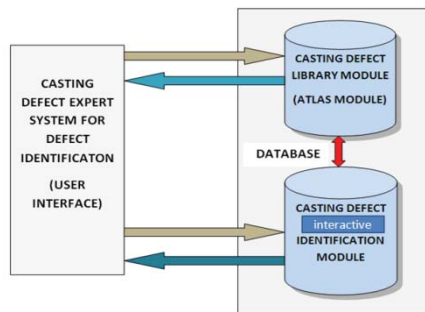 CASTING
DEFECT EXPERT
SYSTEM FOR
DEFECT
IDENTIFICATON
(USER
INTERFACE)
CASTING DEFECT
LIBRARY MODULE
(ATLAS MODULE)
DATABASE
CASTING DEFECT
interactive
IDENTIFICATION
MODULE